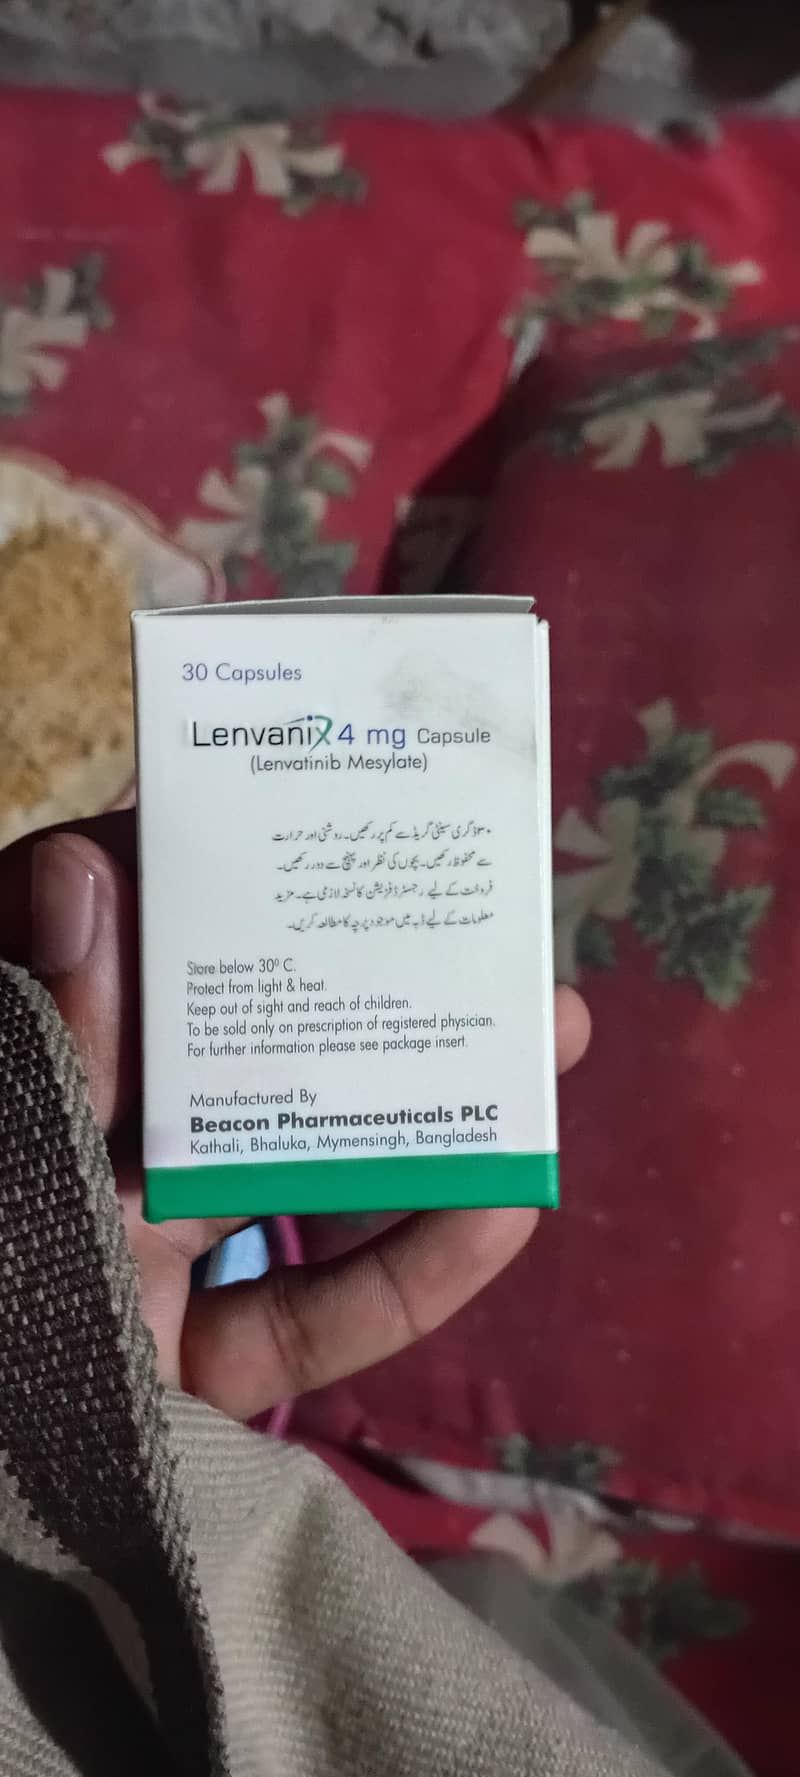 30 Capsules
Lenvanix 4 mg Capsule
(Lenvatinib Mesylate)
۳۰ ڈگری سینٹی گریڈ سے کم پر رکھیں۔ روشنی اور حرارت
سے محفوظ رکھیں۔ بچوں کی نظر اور پہنچ سے دور رکھیں۔
فروخت کے لیے رجسٹرڈ فزیشن کا نسخہ لازمی ہے۔ مزید
معلومات کے لیے ڈبہ میں موجود پرچہ کا مطالعہ کریں۔
Store below 30⁰ C.
Protect from light & heat.
Keep out of sight and reach of children.
To be sold only on prescription of registered physician.
For further information please see package insert.
Manufactured By
Beacon Pharmaceuticals PLC
Kathali, Bhaluka, Mymensingh, Bangladesh